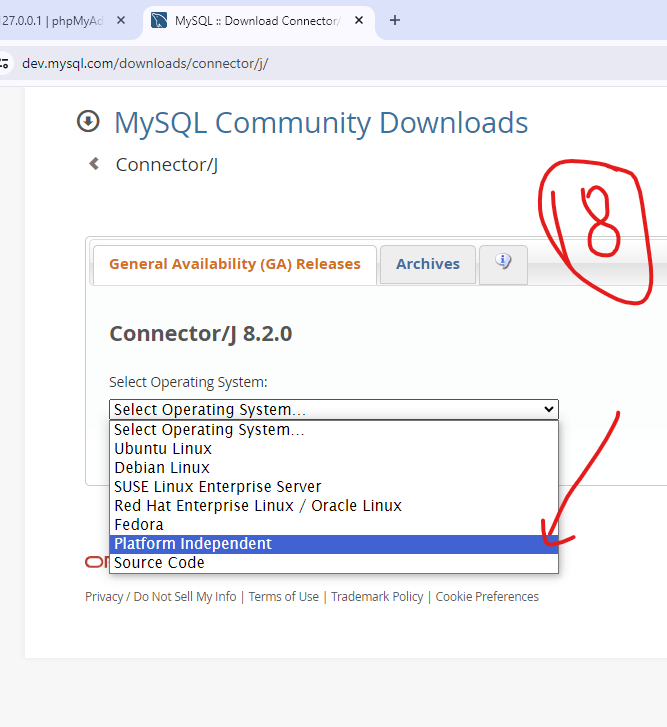 127.0.0.1 | phpMyAd
MySQL :: Download Connector/
dev.mysql.com/downloads/connector/j/
MySQL Community Downloads
Connector/J
8
General Availability (GA) Releases
Archives
Connector/J 8.2.0
Select Operating System:
Select Operating System...
Select Operating System...
Ubuntu Linux
Debian Linux
SUSE Linux Enterprise Server
Red Hat Enterprise Linux / Oracle Linux
Fedora
Platform Independent
Source Code
Privacy / Do Not Sell My Info | Terms of Use | Trademark Policy | Cookie Preferences